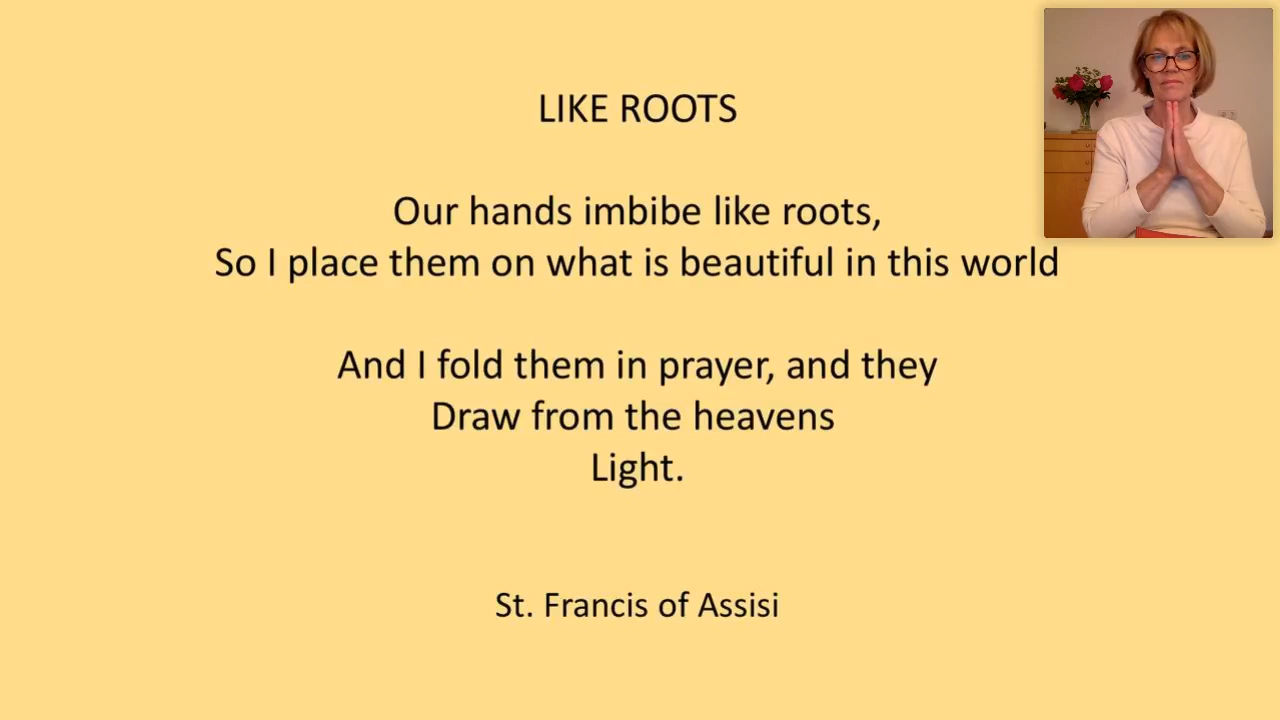 LIKE ROOTS
Our hands imbibe like roots,
So I place them on what is beautiful in this world
And I fold them in prayer, and they
Draw from the heavens
Light.
St. Francis of Assisi